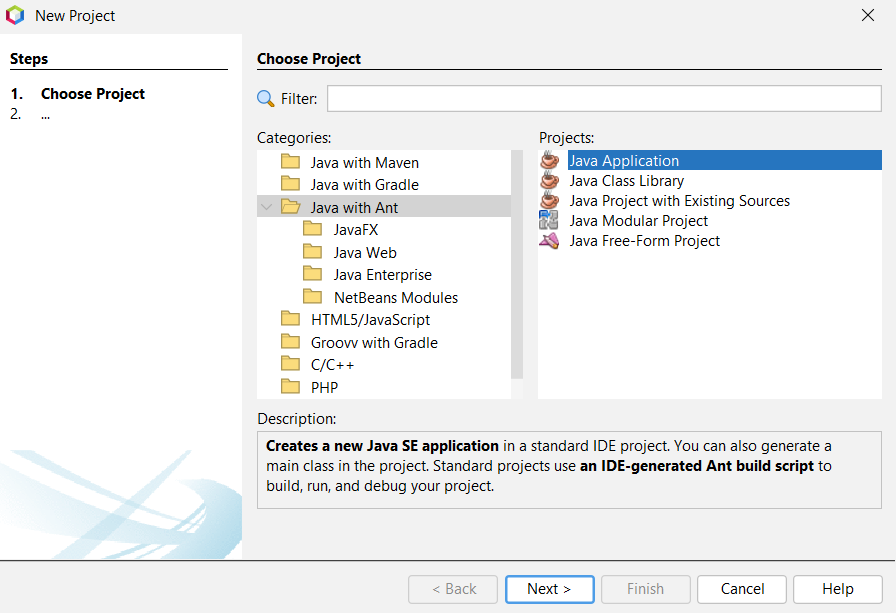 New Project
Steps
1. Choose Project
2. ...
Choose Project
Filter:
Categories:
Java with Maven
Java with Gradle
Java with Ant
JavaFX
Java Web
Java Enterprise
NetBeans Modules
HTML5/JavaScript
Groovv with Gradle
C/C++
PHP
Projects:
Java Application
Java Class Library
Java Project with Existing Sources
Java Modular Project
Java Free-Form Project
Description:
Creates a new Java SE application in a standard IDE project. You can also generate a
main class in the project. Standard projects use an IDE-generated Ant build script to
build, run, and debug your project.
< Back
Next >
Finish
Cancel
Help